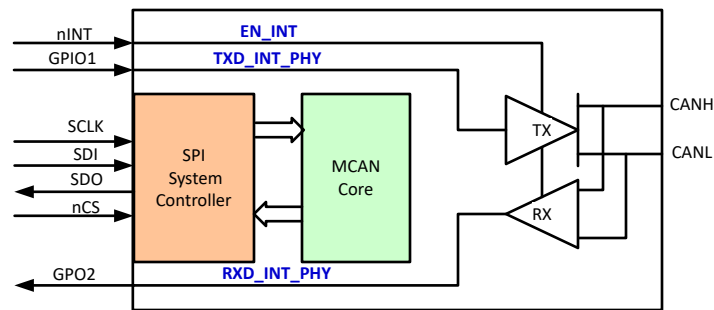 nINT
EN_INT
GPIO1
TXD_INT_PHY
SCLK
SDI
SDO
nCS
SPI
System
Controller
MCAN
Core
TX
RX
CANH
CANL
GPO2
RXD_INT_PHY